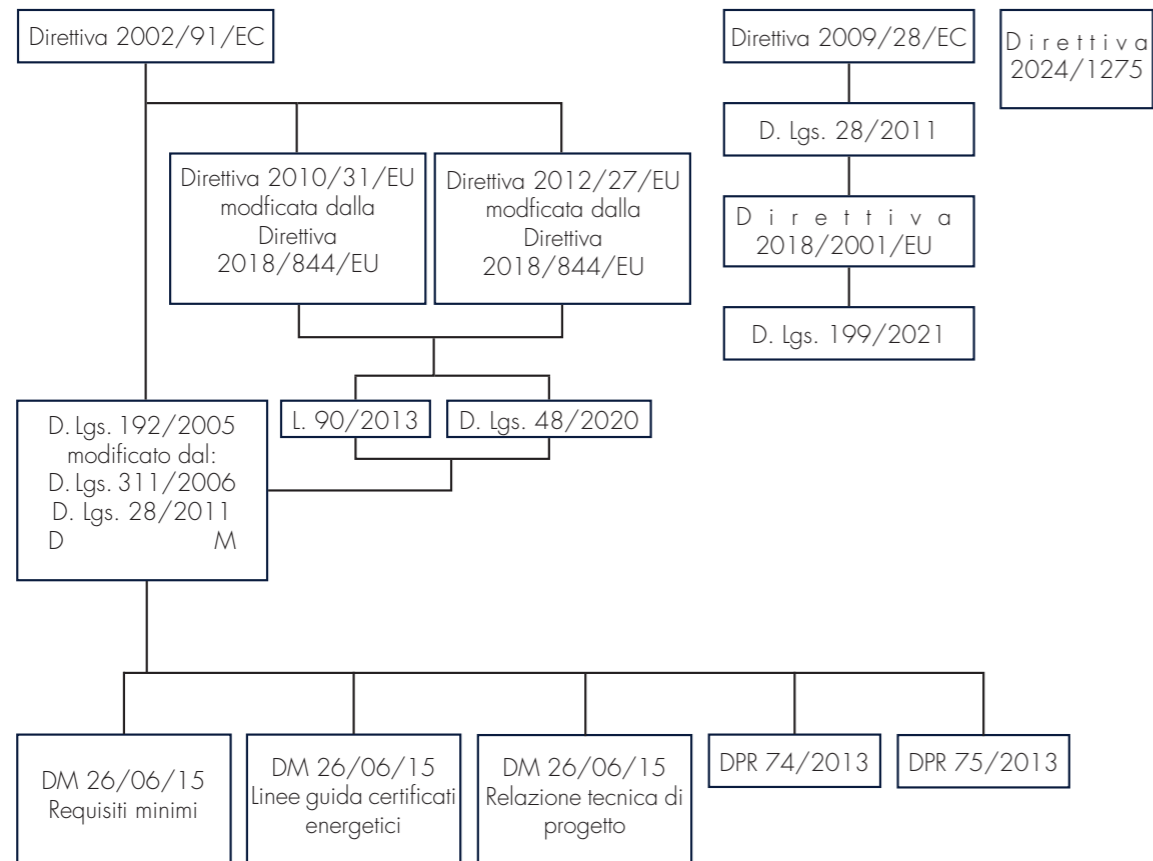 Direttiva 2002/91/EC
Direttiva 2009/28/EC
Direttiva
2024/1275
D. Lgs. 28/2011
Direttiva 2010/31/EU
modficata dalla
Direttiva
2018/844/EU
Direttiva 2012/27/EU
modficata dalla
Direttiva
2018/844/EU
Direttiva
2018/2001/EU
D. Lgs. 199/2021
D. Lgs. 192/2005
modificato dal:
D. Lgs. 311/2006
D. Lgs. 28/2011
D M
L. 90/2013
D. Lgs. 48/2020
DM 26/06/15
Requisiti minimi
DM 26/06/15
Linee guida certificati
energetici
DM 26/06/15
Relazione tecnica di
progetto
DPR 74/2013
DPR 75/2013